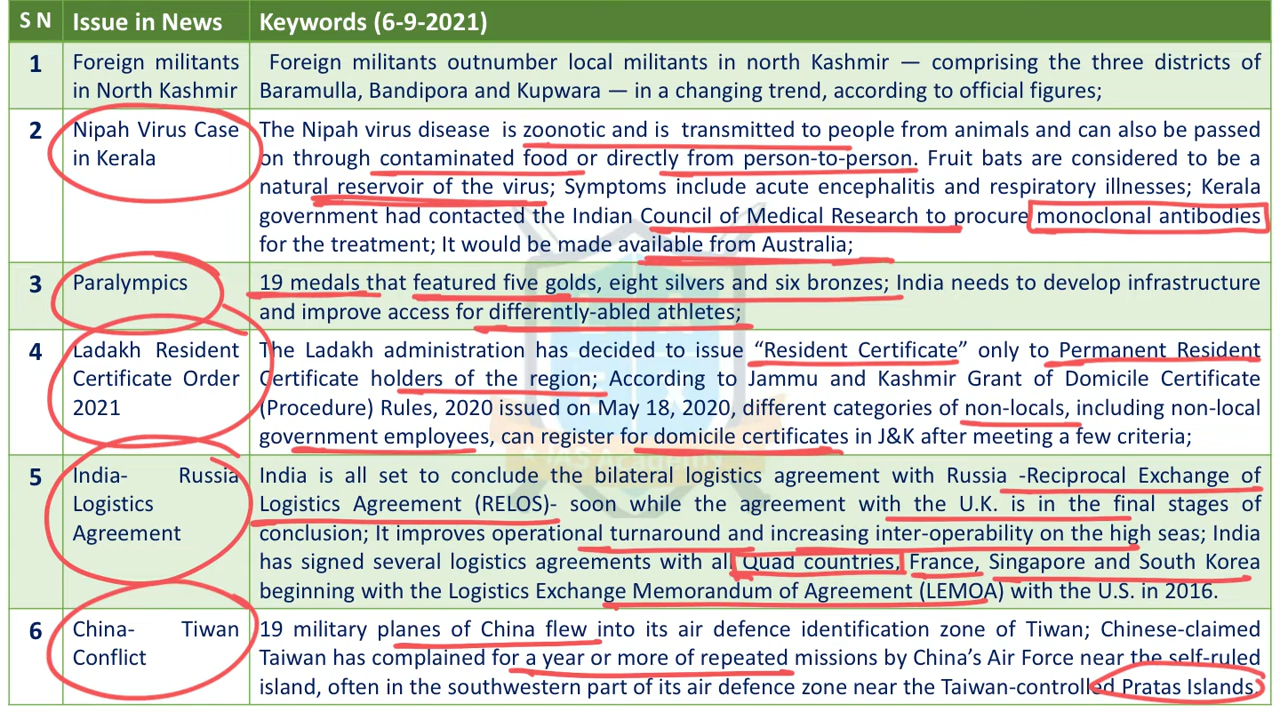 S N Issue in News Keywords (6-9-2021)
1 Foreign militants in North Kashmir
Foreign militants outnumber local militants in north Kashmir — comprising the three districts of
Baramulla, Bandipora and Kupwara — in a changing trend, according to official figures;
2 Nipah Virus Case in Kerala
The Nipah virus disease is zoonotic and is transmitted to people from animals and can also be passed
on through contaminated food or directly from person-to-person. Fruit bats are considered to be a
natural reservoir of the virus; Symptoms include acute encephalitis and respiratory illnesses; Kerala
government had contacted the Indian Council of Medical Research to procure monoclonal antibodies
for the treatment; It would be made available from Australia;
3 Paralympics
19 medals that featured five golds, eight silvers and six bronzes; India needs to develop infrastructure
and improve access for differently-abled athletes;
4 Ladakh Resident Certificate Order 2021
The Ladakh administration has decided to issue “Resident Certificate” only to Permanent Resident
Certificate holders of the region; According to Jammu and Kashmir Grant of Domicile Certificate
(Procedure) Rules, 2020 issued on May 18, 2020, different categories of non-locals, including non-local
government employees, can register for domicile certificates in J&K after meeting a few criteria;
5 India- Russia Logistics Agreement
India is all set to conclude the bilateral logistics agreement with Russia -Reciprocal Exchange of
Logistics Agreement (RELOS)- soon while the agreement with the U.K. is in the final stages of
conclusion; It improves operational turnaround and increasing inter-operability on the high seas; India
has signed several logistics agreements with all Quad countries, France, Singapore and South Korea
beginning with the Logistics Exchange Memorandum of Agreement (LEMOA) with the U.S. in 2016.
6 China- Tiwan Conflict
19 military planes of China flew into its air defence identification zone of Tiwan; Chinese-claimed
Taiwan has complained for a year or more of repeated missions by China’s Air Force near the self-ruled
island, often in the southwestern part of its air defence zone near the Taiwan-controlled Pratas Islands;